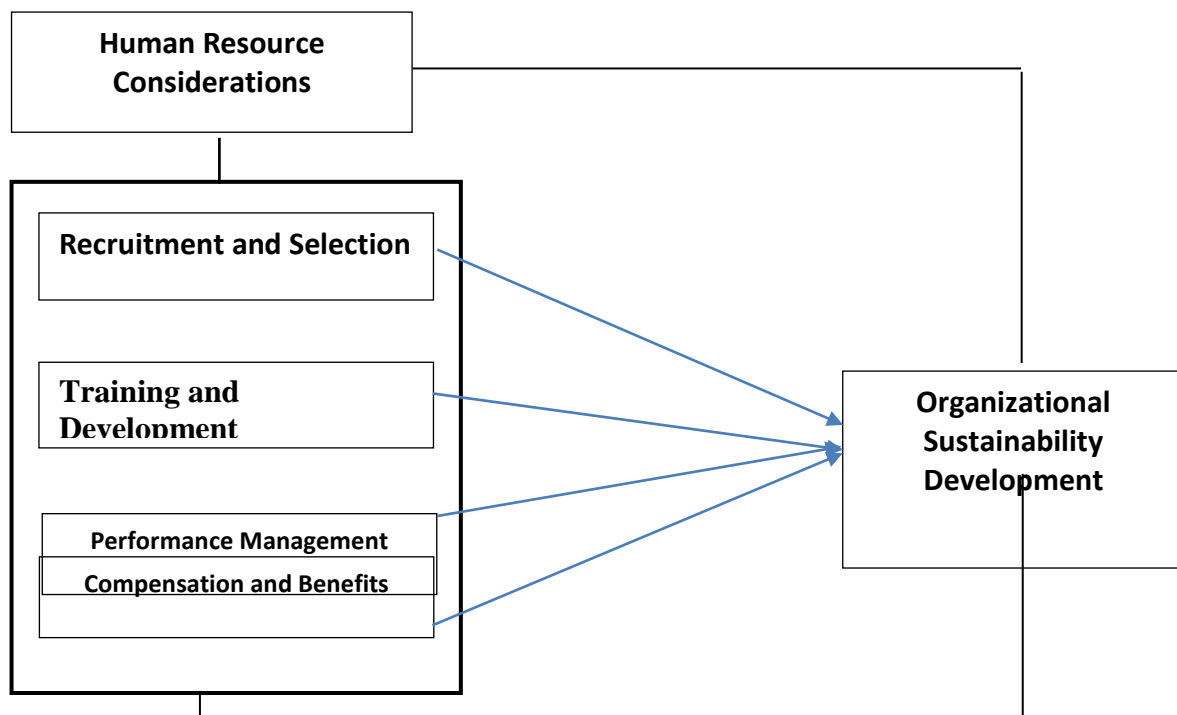 Human Resource
Considerations
Recruitment and Selection
Training and
Development
Performance Management
Compensation and Benefits
Organizational
Sustainability
Development